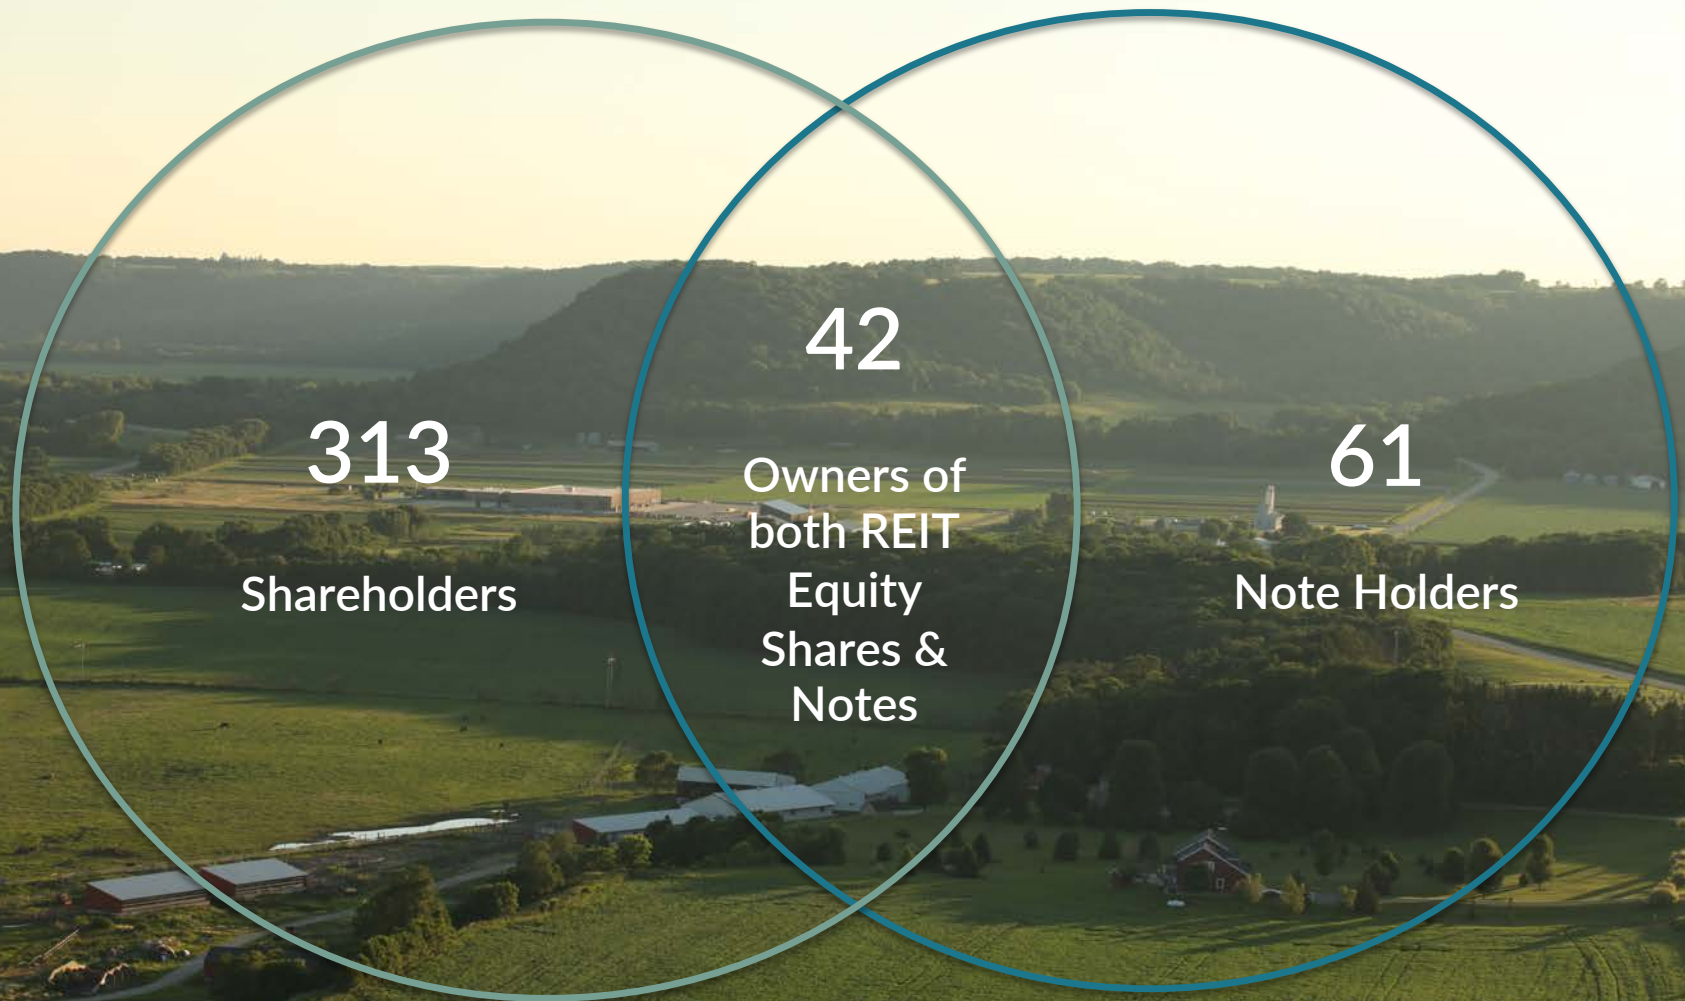 313
Shareholders
42
Owners of
both REIT
Equity
Shares &
Notes
61
Note Holders